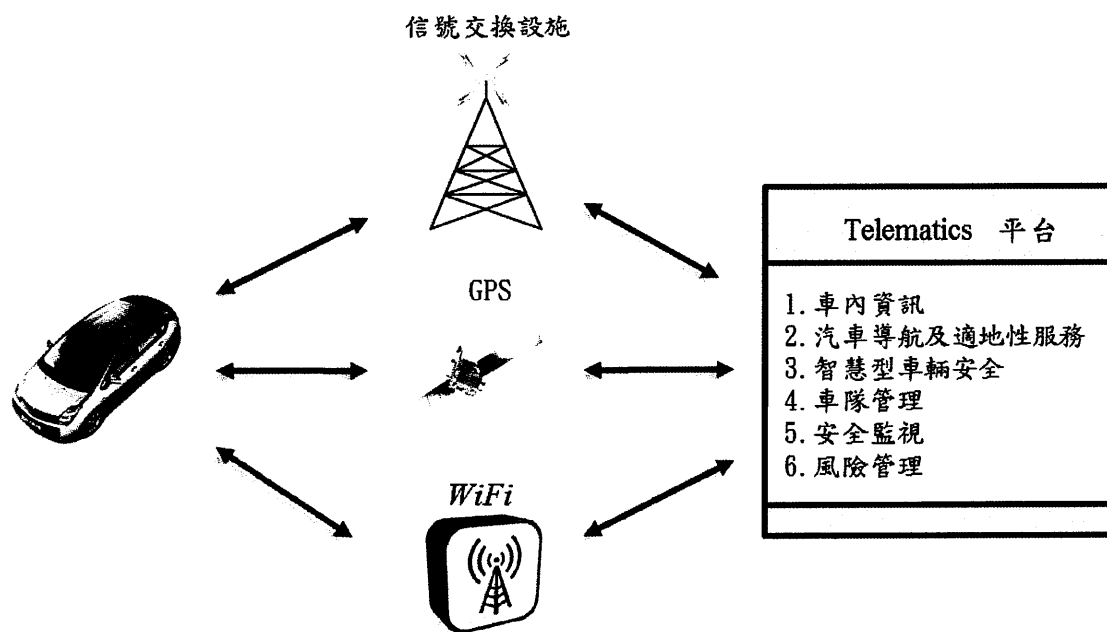 信號交換設施
GPS
WiFi
Telematics 平台
1.車內資訊
2.汽車導航及適地性服務
3.智慧型車輛安全
4.車隊管理
5.安全監視
6.風險管理